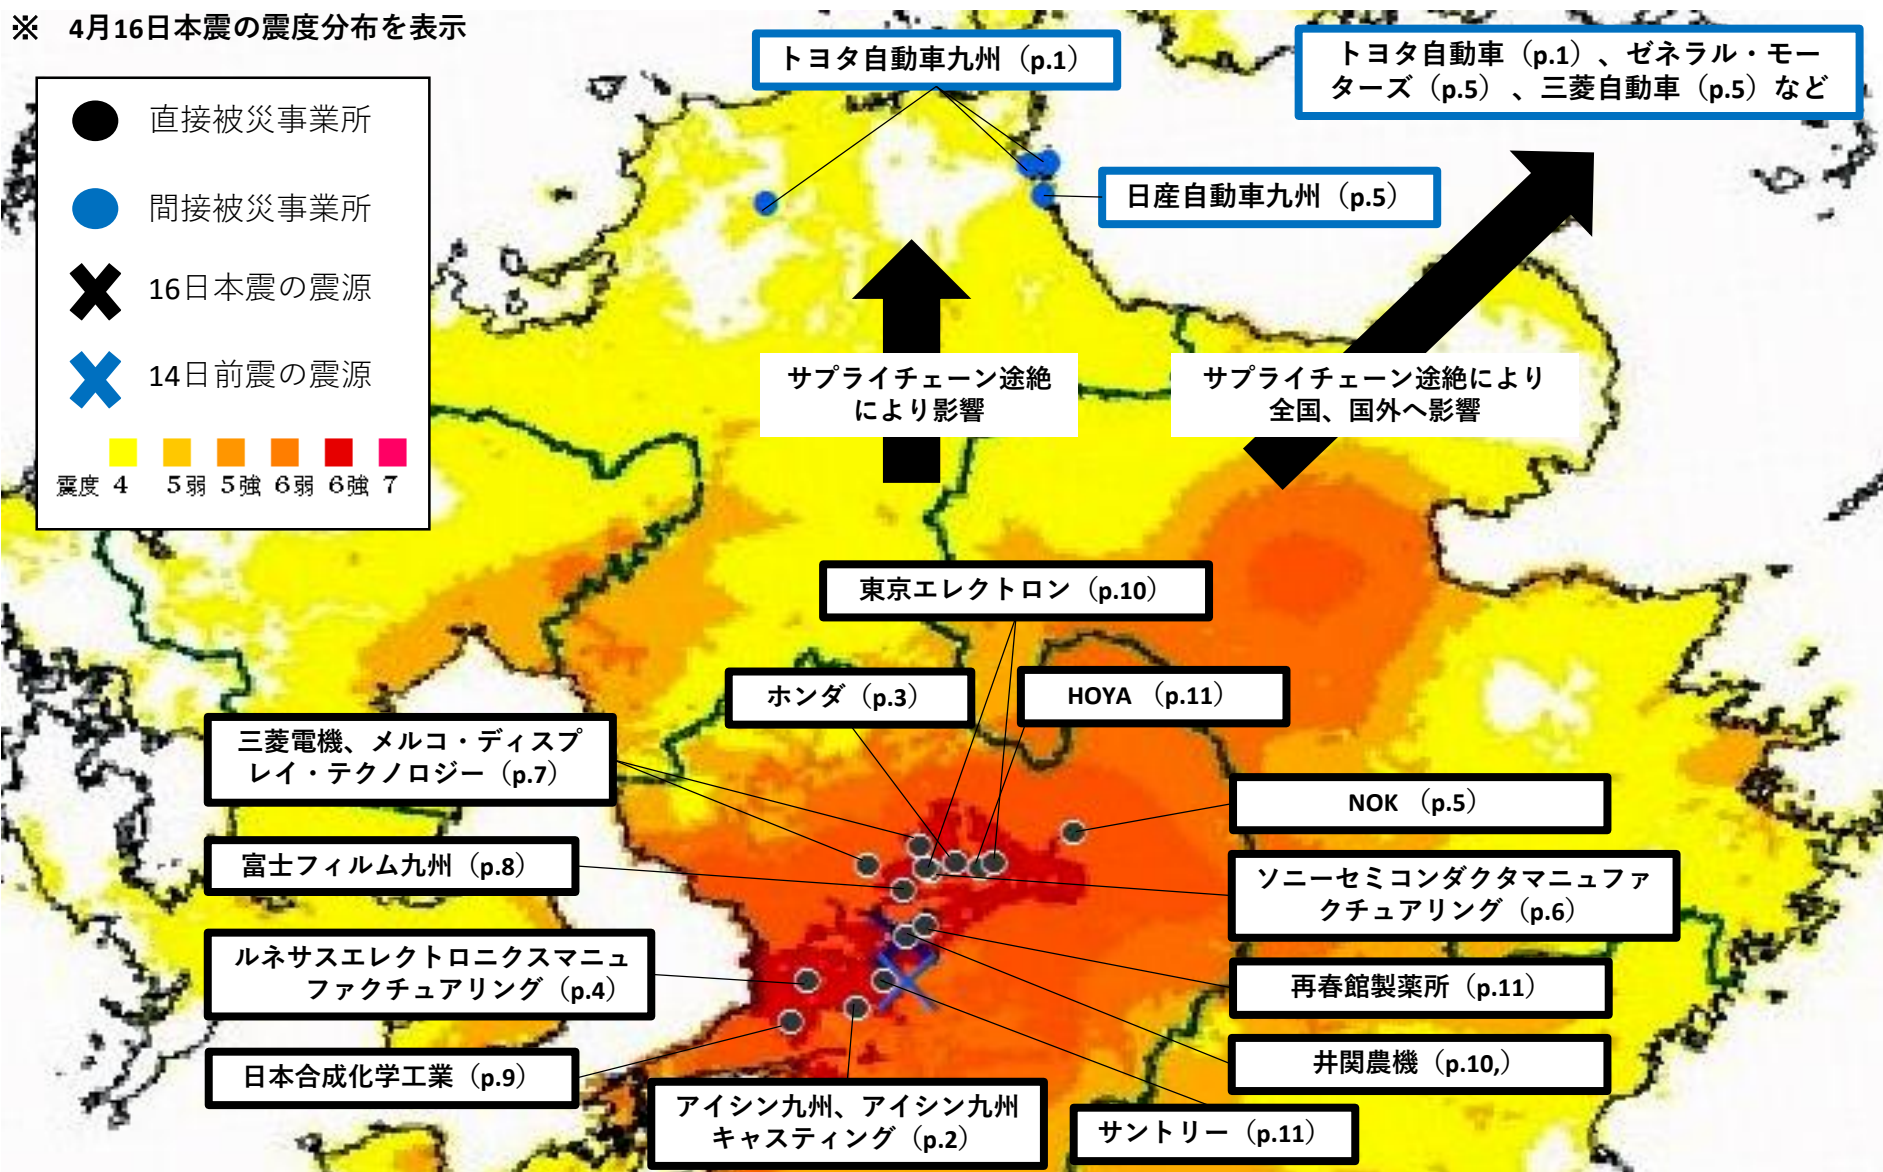 ※　4月16日本震の震度分布を表示
直接被災事業所
間接被災事業所
16日本震の震源
14日前震の震源
震度 4 5弱 5強 6弱 6強 7
トヨタ自動車九州（p.1）
トヨタ自動車（p.1）、ゼネラル・モー
ターズ（p.5）、三菱自動車（p.5）など
日産自動車九州（p.5）
サプライチェーン途絶
により影響
サプライチェーン途絶により
全国、国外へ影響
東京エレクトロン（p.10）
ホンダ（p.3）
HOYA （p.11）
三菱電機、メルコ・ディスプ
レイ・テクノロジー（p.7）
NOK （p.5）
富士フィルム九州（p.8）
ソニーセミコンダクタマニュファ
クチュアリング（p.6）
ルネサスエレクトロニクスマニュ
ファクチュアリング（p.4）
再春館製薬所（p.11）
日本合成化学工業（p.9）
井関農機（p.10,）
アイシン九州、アイシン九州
キャスティング（p.2）
サントリー（p.11）